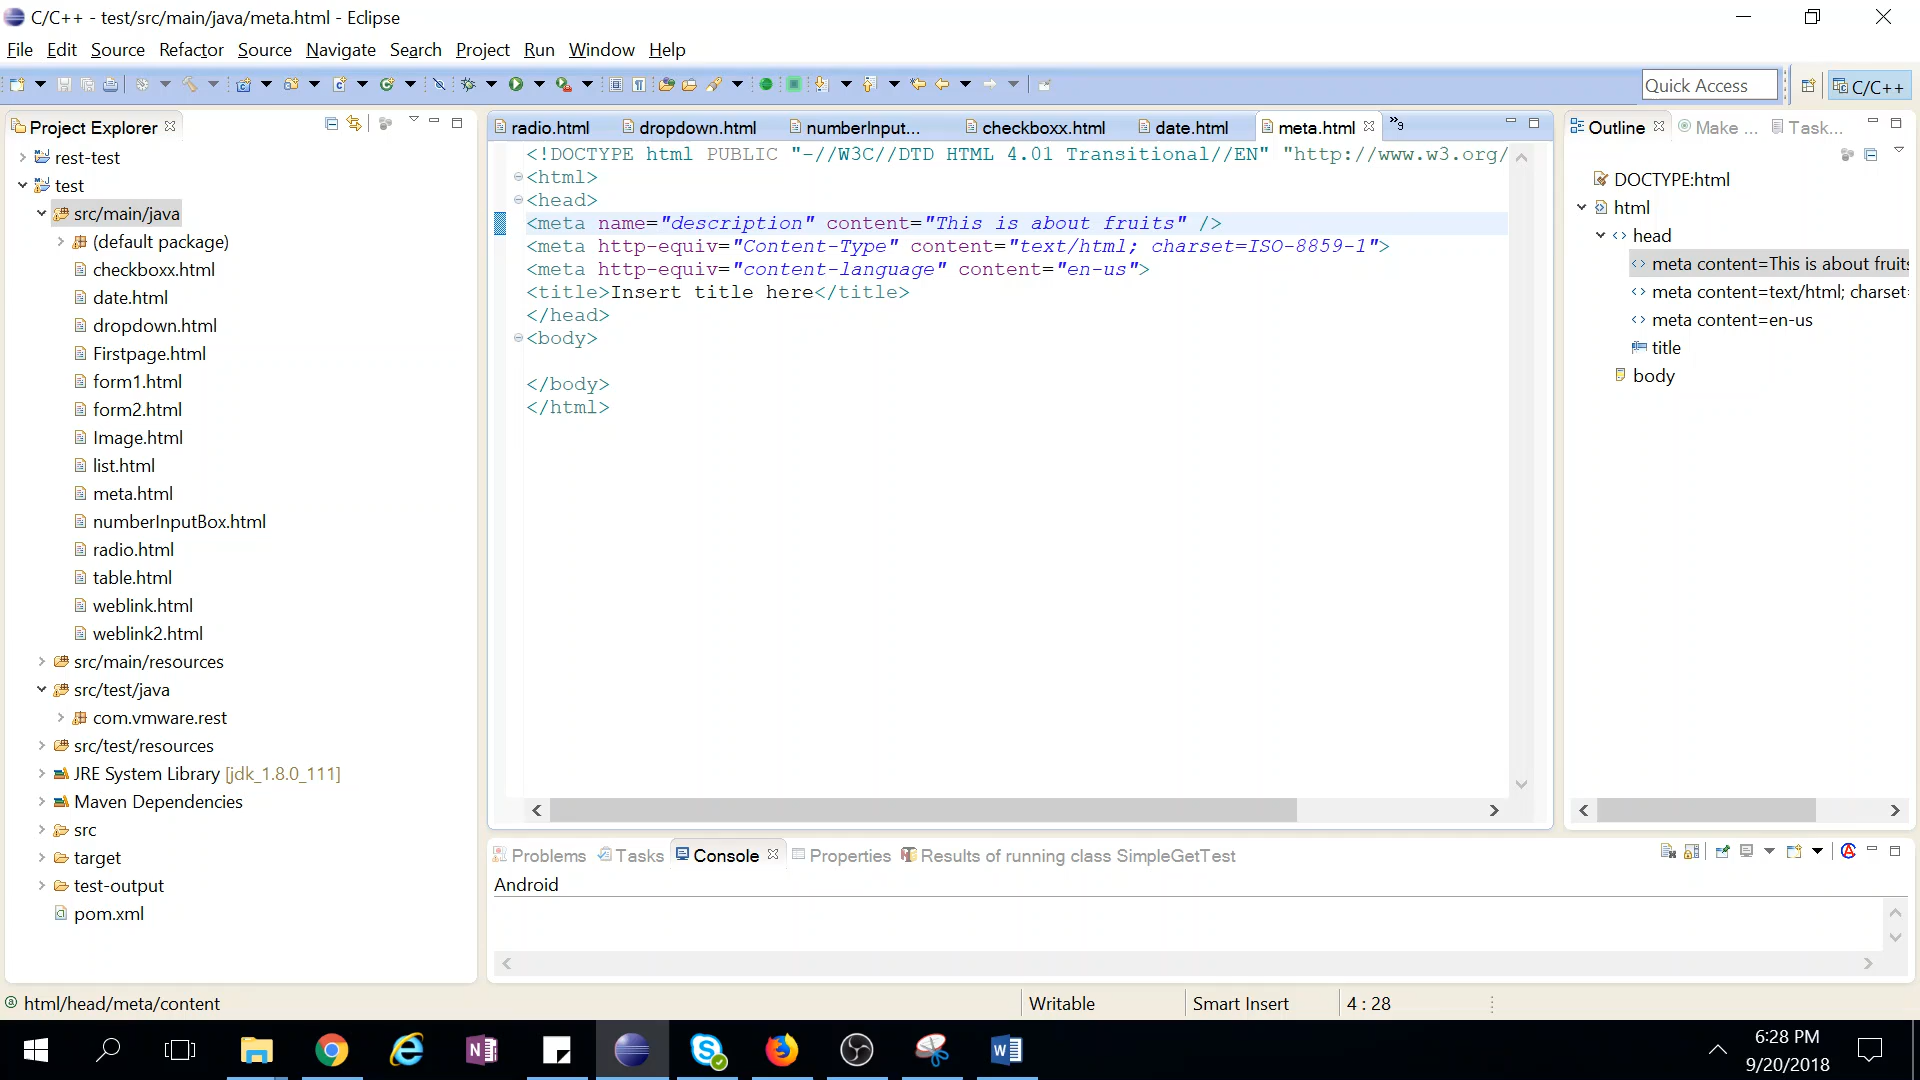 C/C++ - test/src/main/java/meta.html - Eclipse
File Edit Source Refactor Source Navigate Search Project Run Window Help
Quick Access
C/C++
Project Explorer
rest-test
test
src/main/java
(default package)
checkboxx.html
date.html
dropdown.html
Firstpage.html
form1.html
form2.html
Image.html
list.html
meta.html
numberInputBox.html
radio.html
table.html
weblink.html
weblink2.html
src/main/resources
src/test/java
com.vmware.rest
src/test/resources
JRE System Library [jdk_1.8.0_111]
Maven Dependencies
src
target
test-output
pom.xml
radio.html dropdown.html numberInput... checkboxx.html date.html meta.html »9
<!DOCTYPE html PUBLIC "-//W3C//DTD HTML 4.01 Transitional//EN" "http://www.w3.org/
<html>
<head>
<meta name="description" content="This is about fruits" />
<meta http-equiv="Content-Type" content="text/html; charset=ISO-8859-1">
<meta http-equiv="content-language" content="en-us">
<title>Insert title here</title>
</head>
<body>
</body>
</html>
Outline Make ... Task...
DOCTYPE:html
html
head
meta content=This is about fruits
meta content=text/html; charset=
meta content=en-us
title
body
Problems Tasks Console Properties Results of running class SimpleGetTest
Android
html/head/meta/content
Writable
Smart Insert
4 : 28
6:28 PM
9/20/2018